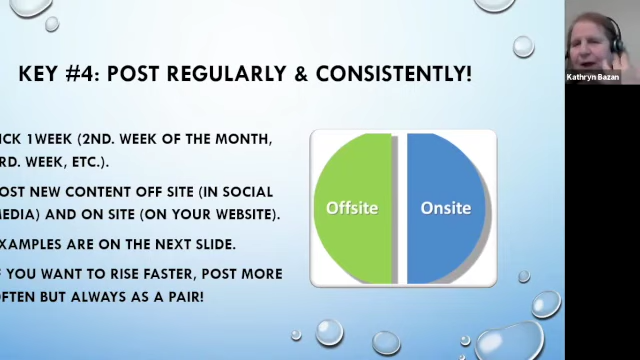 KEY #4: POST REGULARLY & CONSISTENTLY!
Kathryn Bazan
ICK 1WEEK (2ND. WEEK OF THE MONTH,
RD. WEEK, ETC.).
OST NEW CONTENT OFF SITE (IN SOCIAL
MEDIA) AND ON SITE (ON YOUR WEBSITE).
XAMPLES ARE ON THE NEXT SLIDE.
YOU WANT TO RISE FASTER, POST MORE
FTEN BUT ALWAYS AS A PAIR!
Offsite
Onsite